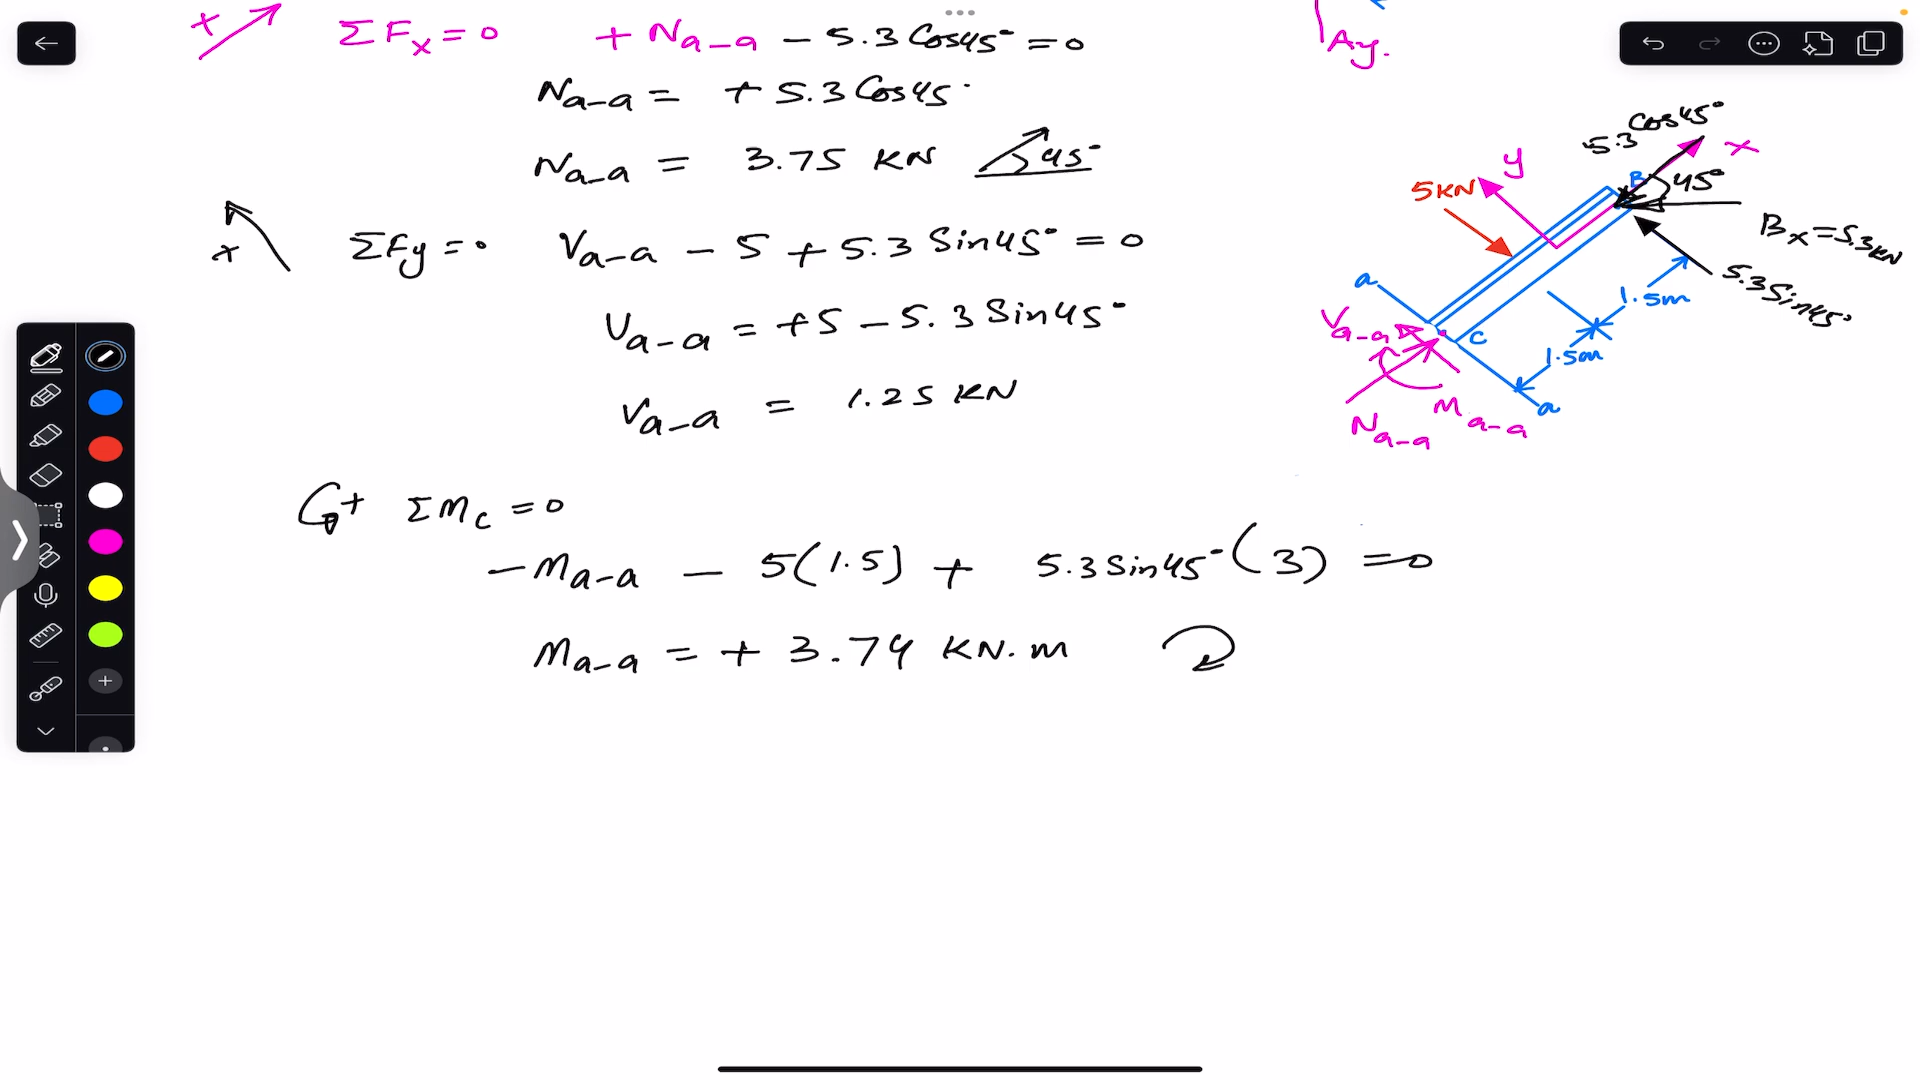 + ΣFx = 0 + Na-a - 5.3 Cos45° = 0
Na-a = + 5.3 Cos45°
Na-a = 3.75 KN 45°
+ ΣFy = 0 Va-a - 5 + 5.3 Sin45° = 0
Va-a = +5 - 5.3 Sin45°
Va-a = 1.25 KN
+ ΣMc = 0
-Ma-a - 5(1.5) + 5.3 Sin45° (3) = 0
Ma-a = + 3.74 KN.m
Ay.
5.3 Cos45°
y
x
5KN
B
45°
Bx = 5.3KN
5.3 Sin45°
a
1.5m
Va-a
C
1.5m
Ma-a
a
Na-a